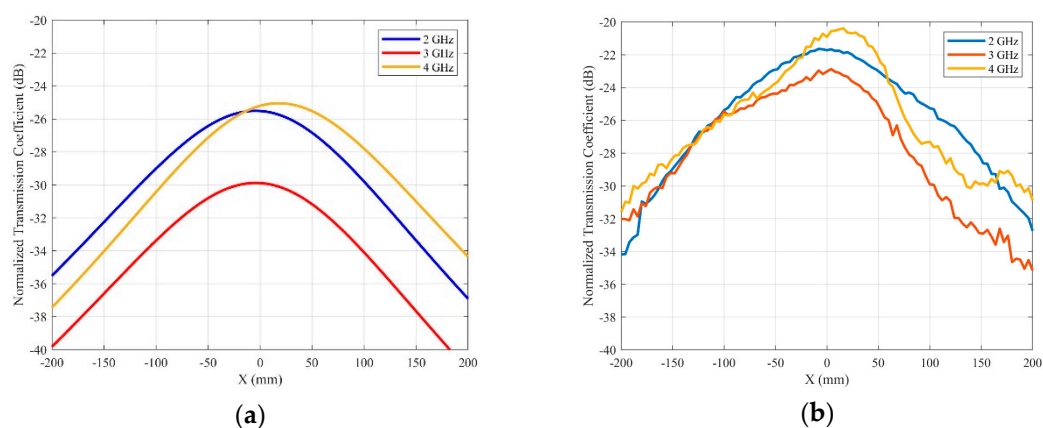 -20
-22
-24
-26
-28
-30
-32
-34
-36
-38
-40
Normalized Transmission Coefficient (dB)
2 GHz
3 GHz
4 GHz
-200 -150 -100 -50 0 50 100 150 200
X (mm)
(a)
-20
-22
-24
-26
-28
-30
-32
-34
-36
-38
-40
Normalized Transmission Coefficient (dB)
2 GHz
3 GHz
4 GHz
-200 -150 -100 -50 0 50 100 150 200
X (mm)
(b)